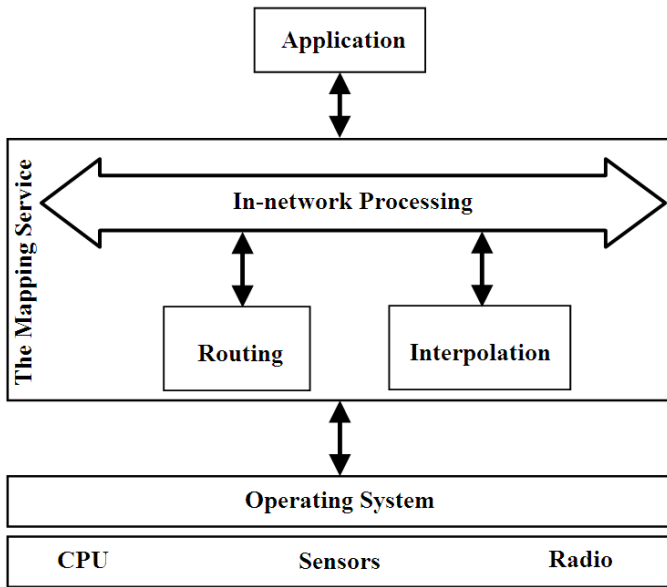 Application
The Mapping Service
In-network Processing
Routing
Interpolation
Operating System
CPU Sensors Radio